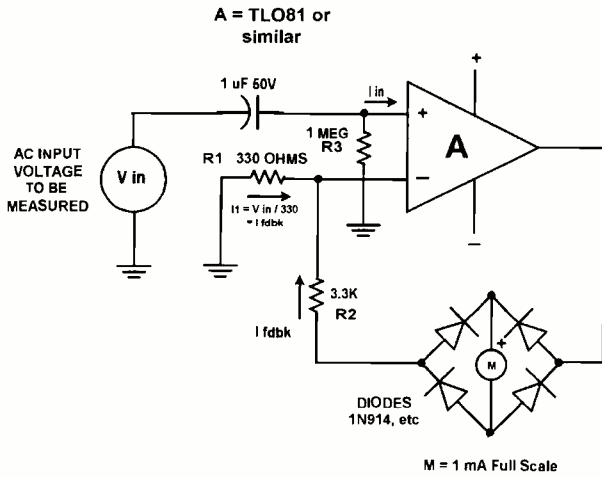 A = TLO81 or
similar
1 uF 50V
I in
+
+
1 MEG
R3
A
AC INPUT
VOLTAGE
TO BE
MEASURED
V in
R1 330 OHMS
−
I1 = V in / 330
= I fdbk
−
3.3K
R2
I fdbk
+
M
DIODES
1N914, etc
M = 1 mA Full Scale